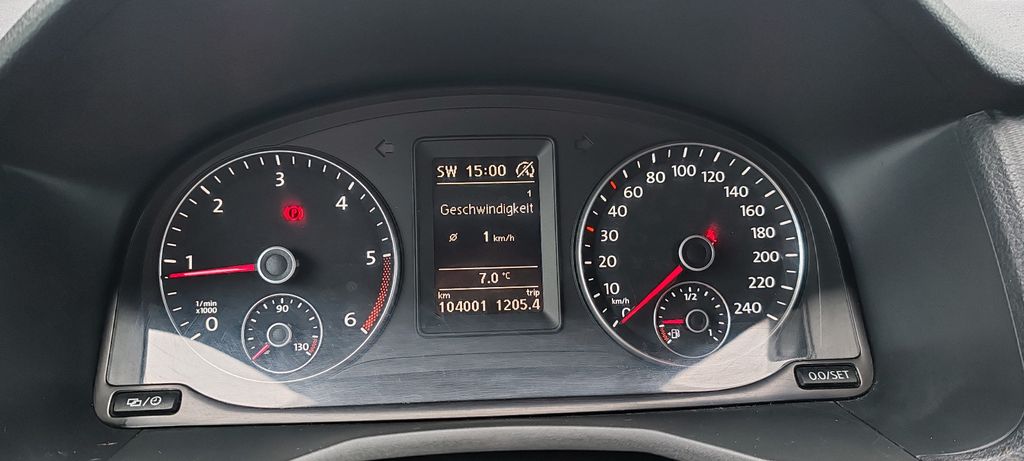 SW 15:00
1
Geschwindigkeit
ø 1 km/h
7.0 °C
km trip
104001 1205.4
0 1 2 3 4 5 6
1/min
x1000
90
130
P
0 10 20 30 40 60 80 100 120 140 160 180 200 220 240
km/h
1/2
1
0.0/SET